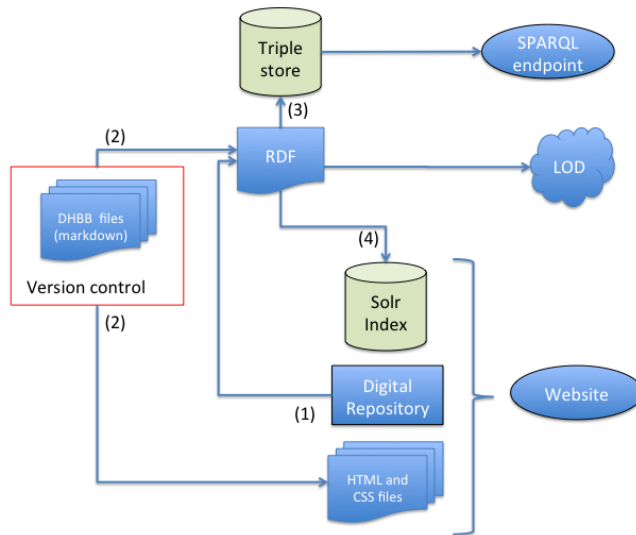 Triple
store
SPARQL
endpoint
(3)
(2)
RDF
LOD
DHBB files
(markdown)
Version control
(4)
(2)
Solr
Index
Digital
Repository
(1)
Website
HTML and
CSS files